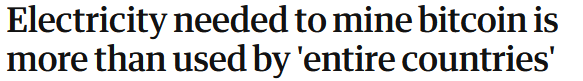 Electricity needed to mine bitcoin is
more than used by 'entire countries'